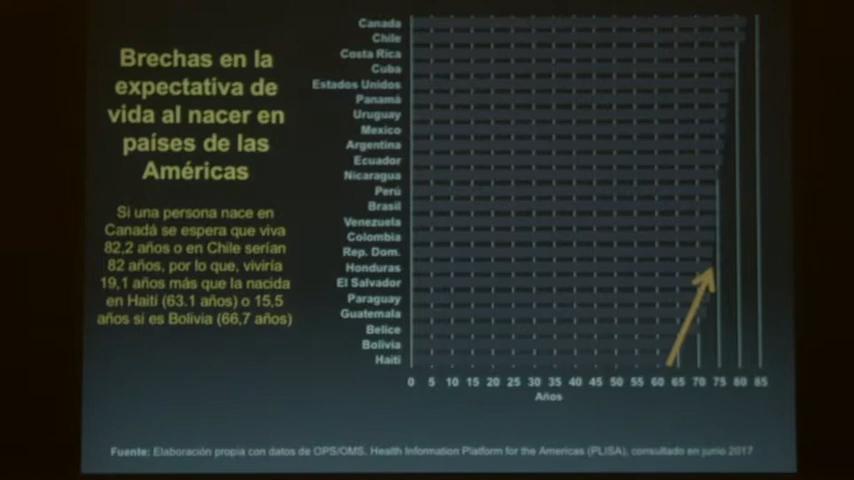 Brechas en la
expectativa de
vida al nacer en
países de las
Américas
Si una persona nace en
Canadá se espera que viva
82,2 años o en Chile serían
82 años, por lo que, viviría
19,1 años más que la nacida
en Haití (63.1 años) o 15,5
años si es Bolivia (66,7 años)
Canada
Chile
Costa Rica
Cuba
Estados Unidos
Panamá
Uruguay
Mexico
Argentina
Ecuador
Nicaragua
Perú
Brasil
Venezuela
Colombia
Rep. Dom.
Honduras
El Salvador
Paraguay
Guatemala
Belice
Bolivia
Haití
0 5 10 15 20 25 30 35 40 45 50 55 60 65 70 75 80 85
Años
Fuente: Elaboración propia con datos de OPS/OMS. Health Information Platform for the Americas (PLISA), consultado en junio 2017